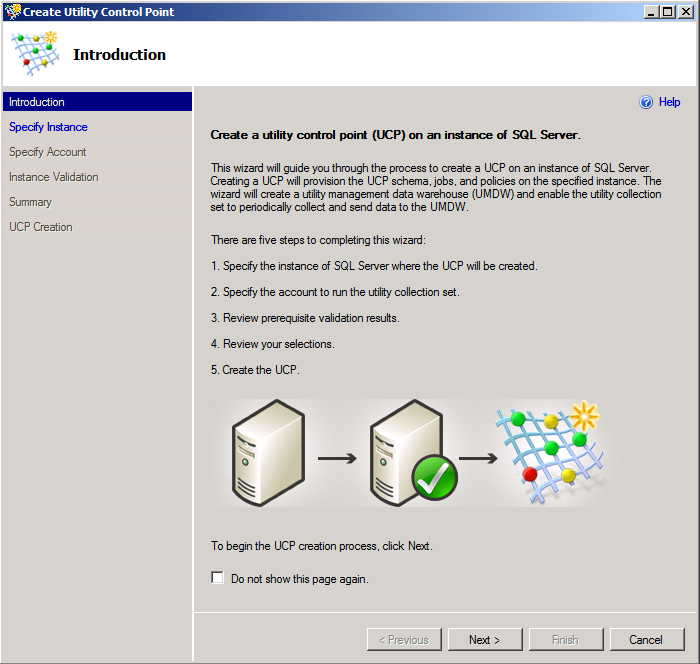 Create Utility Control Point
Introduction
Introduction
Specify Instance
Specify Account
Instance Validation
Summary
UCP Creation
Help
Create a utility control point (UCP) on an instance of SQL Server.
This wizard will guide you through the process to create a UCP on an instance of SQL Server.
Creating a UCP will provision the UCP schema, jobs, and policies on the specified instance. The
wizard will create a utility management data warehouse (UMDW) and enable the utility collection
set to periodically collect and send data to the UMDW.
There are five steps to completing this wizard:
1. Specify the instance of SQL Server where the UCP will be created.
2. Specify the account to run the utility collection set.
3. Review prerequisite validation results.
4. Review your selections.
5. Create the UCP.
To begin the UCP creation process, click Next.
Do not show this page again.
< Previous
Next >
Finish
Cancel